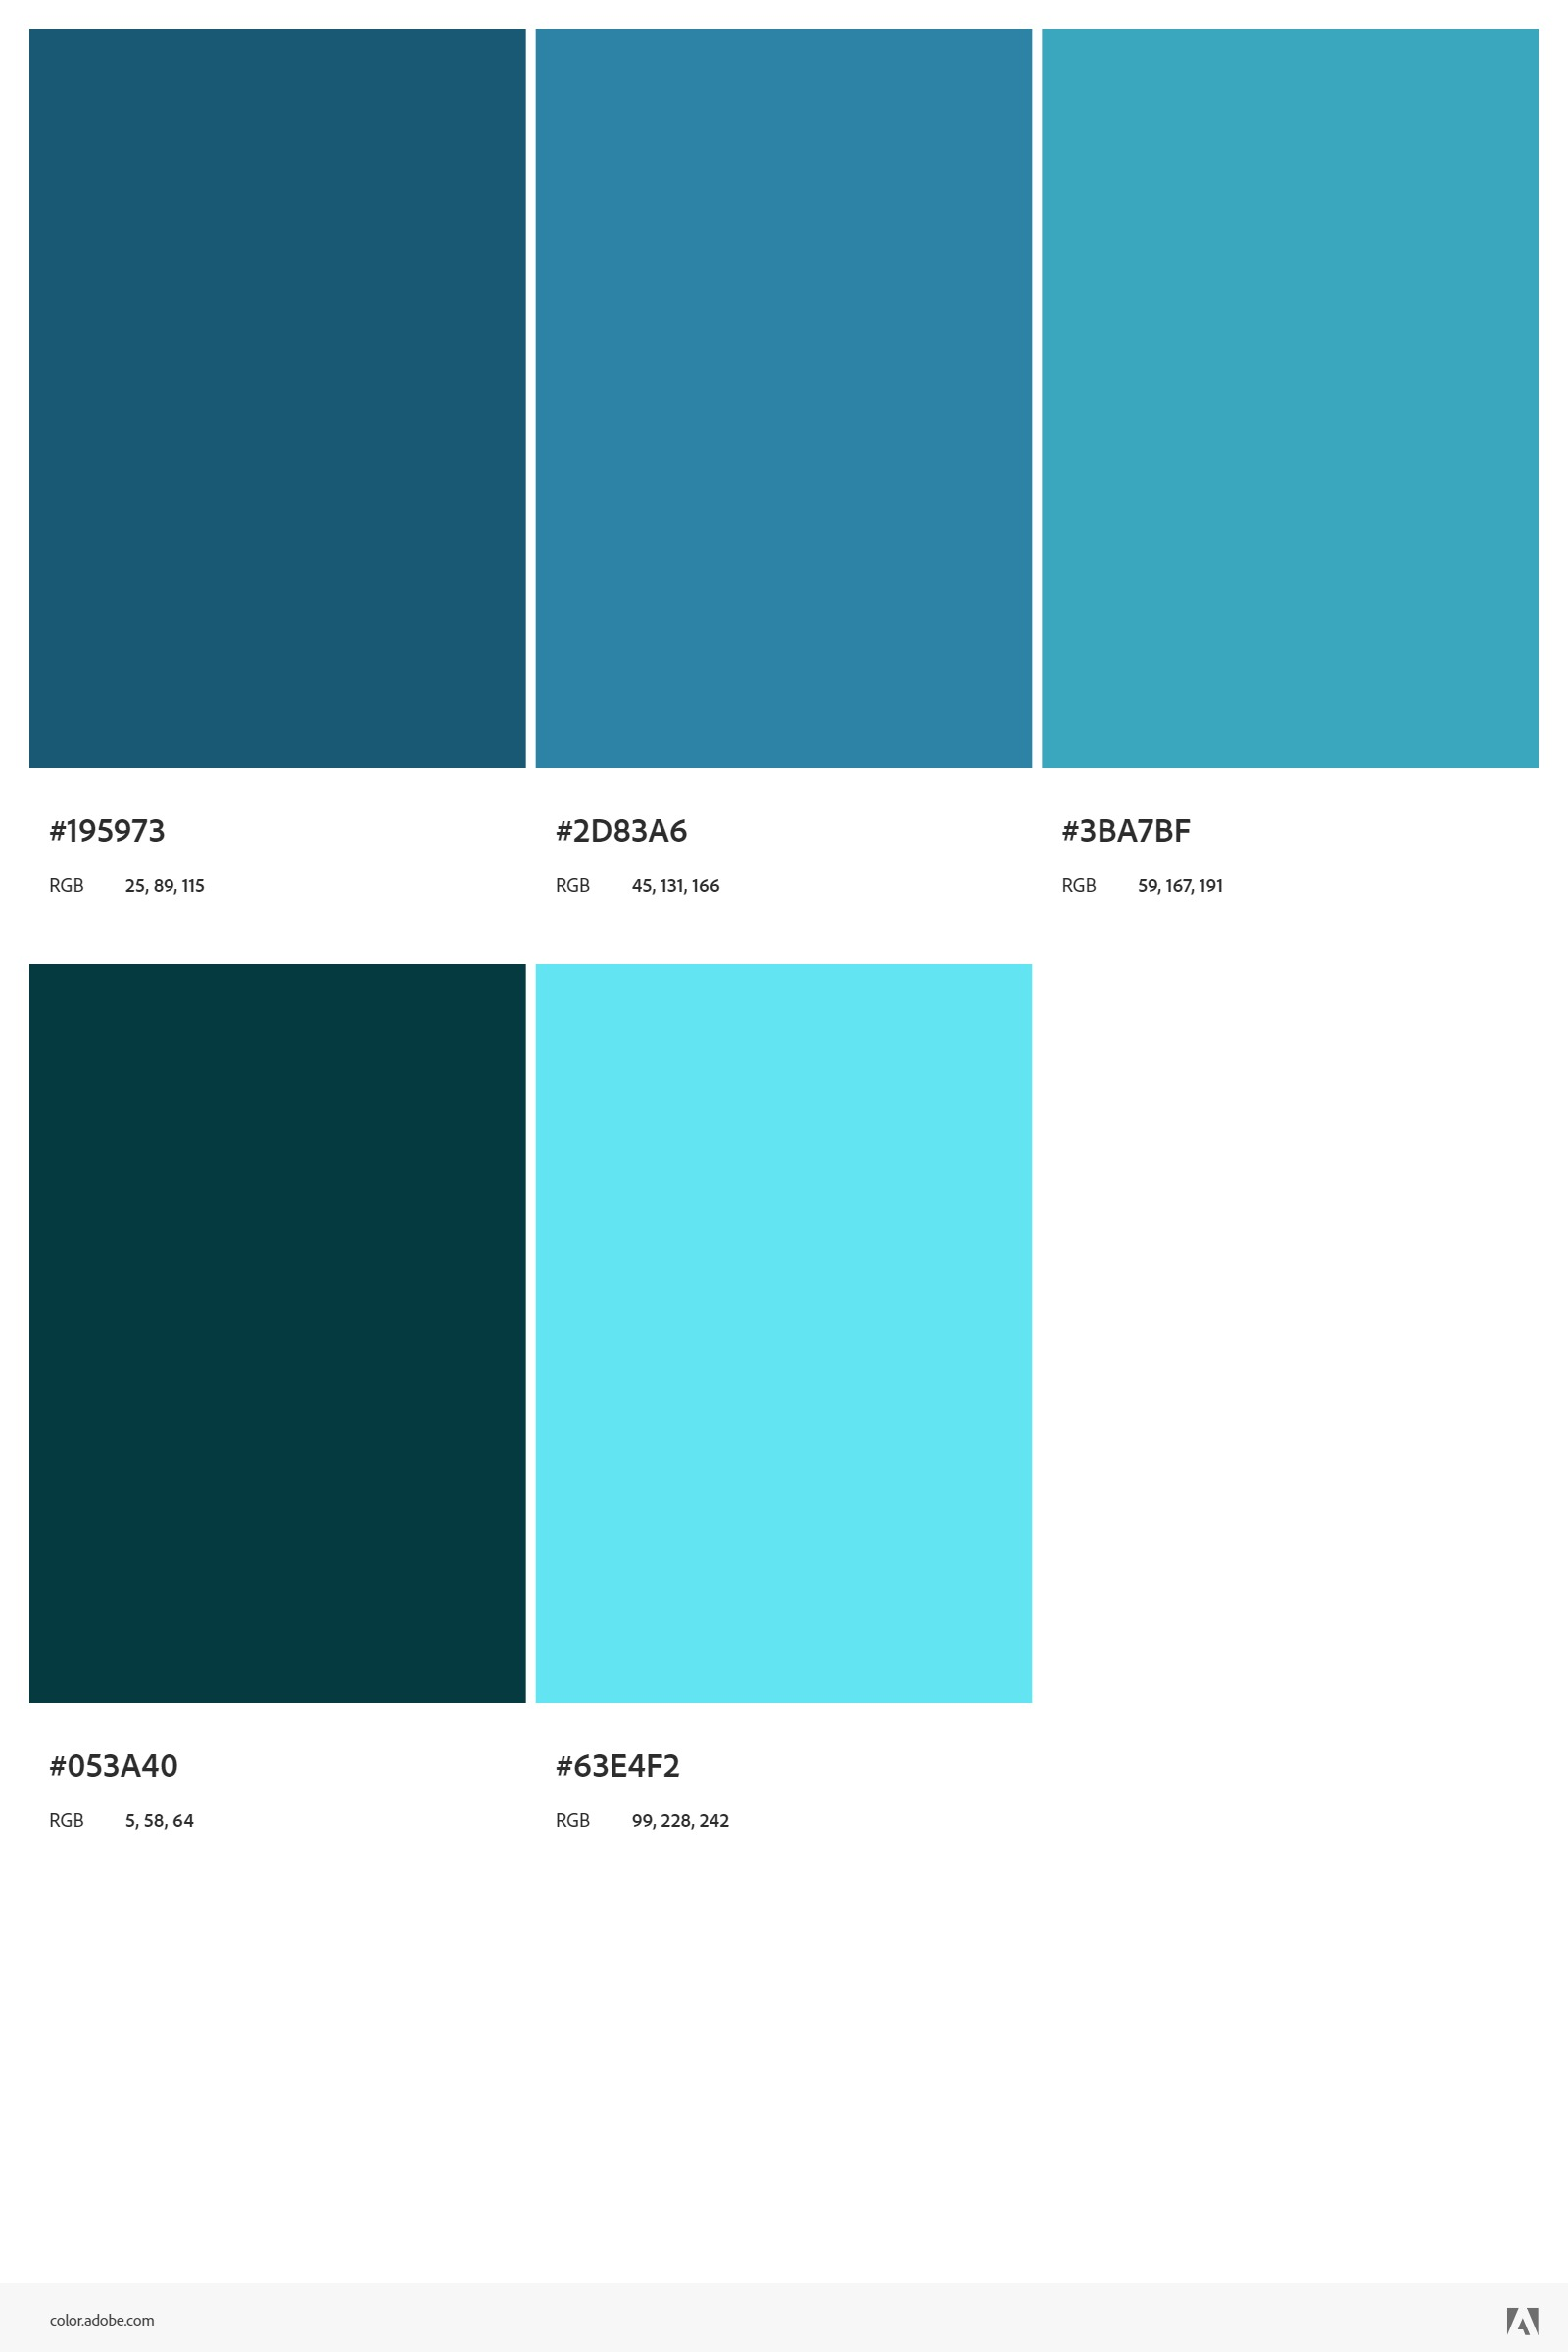 #195973 #2D83A6 #3BA7BF
RGB 25, 89, 115 RGB 45, 131, 166 RGB 59, 167, 191
#053A40 #63E4F2
RGB 5, 58, 64 RGB 99, 228, 242
color.adobe.com